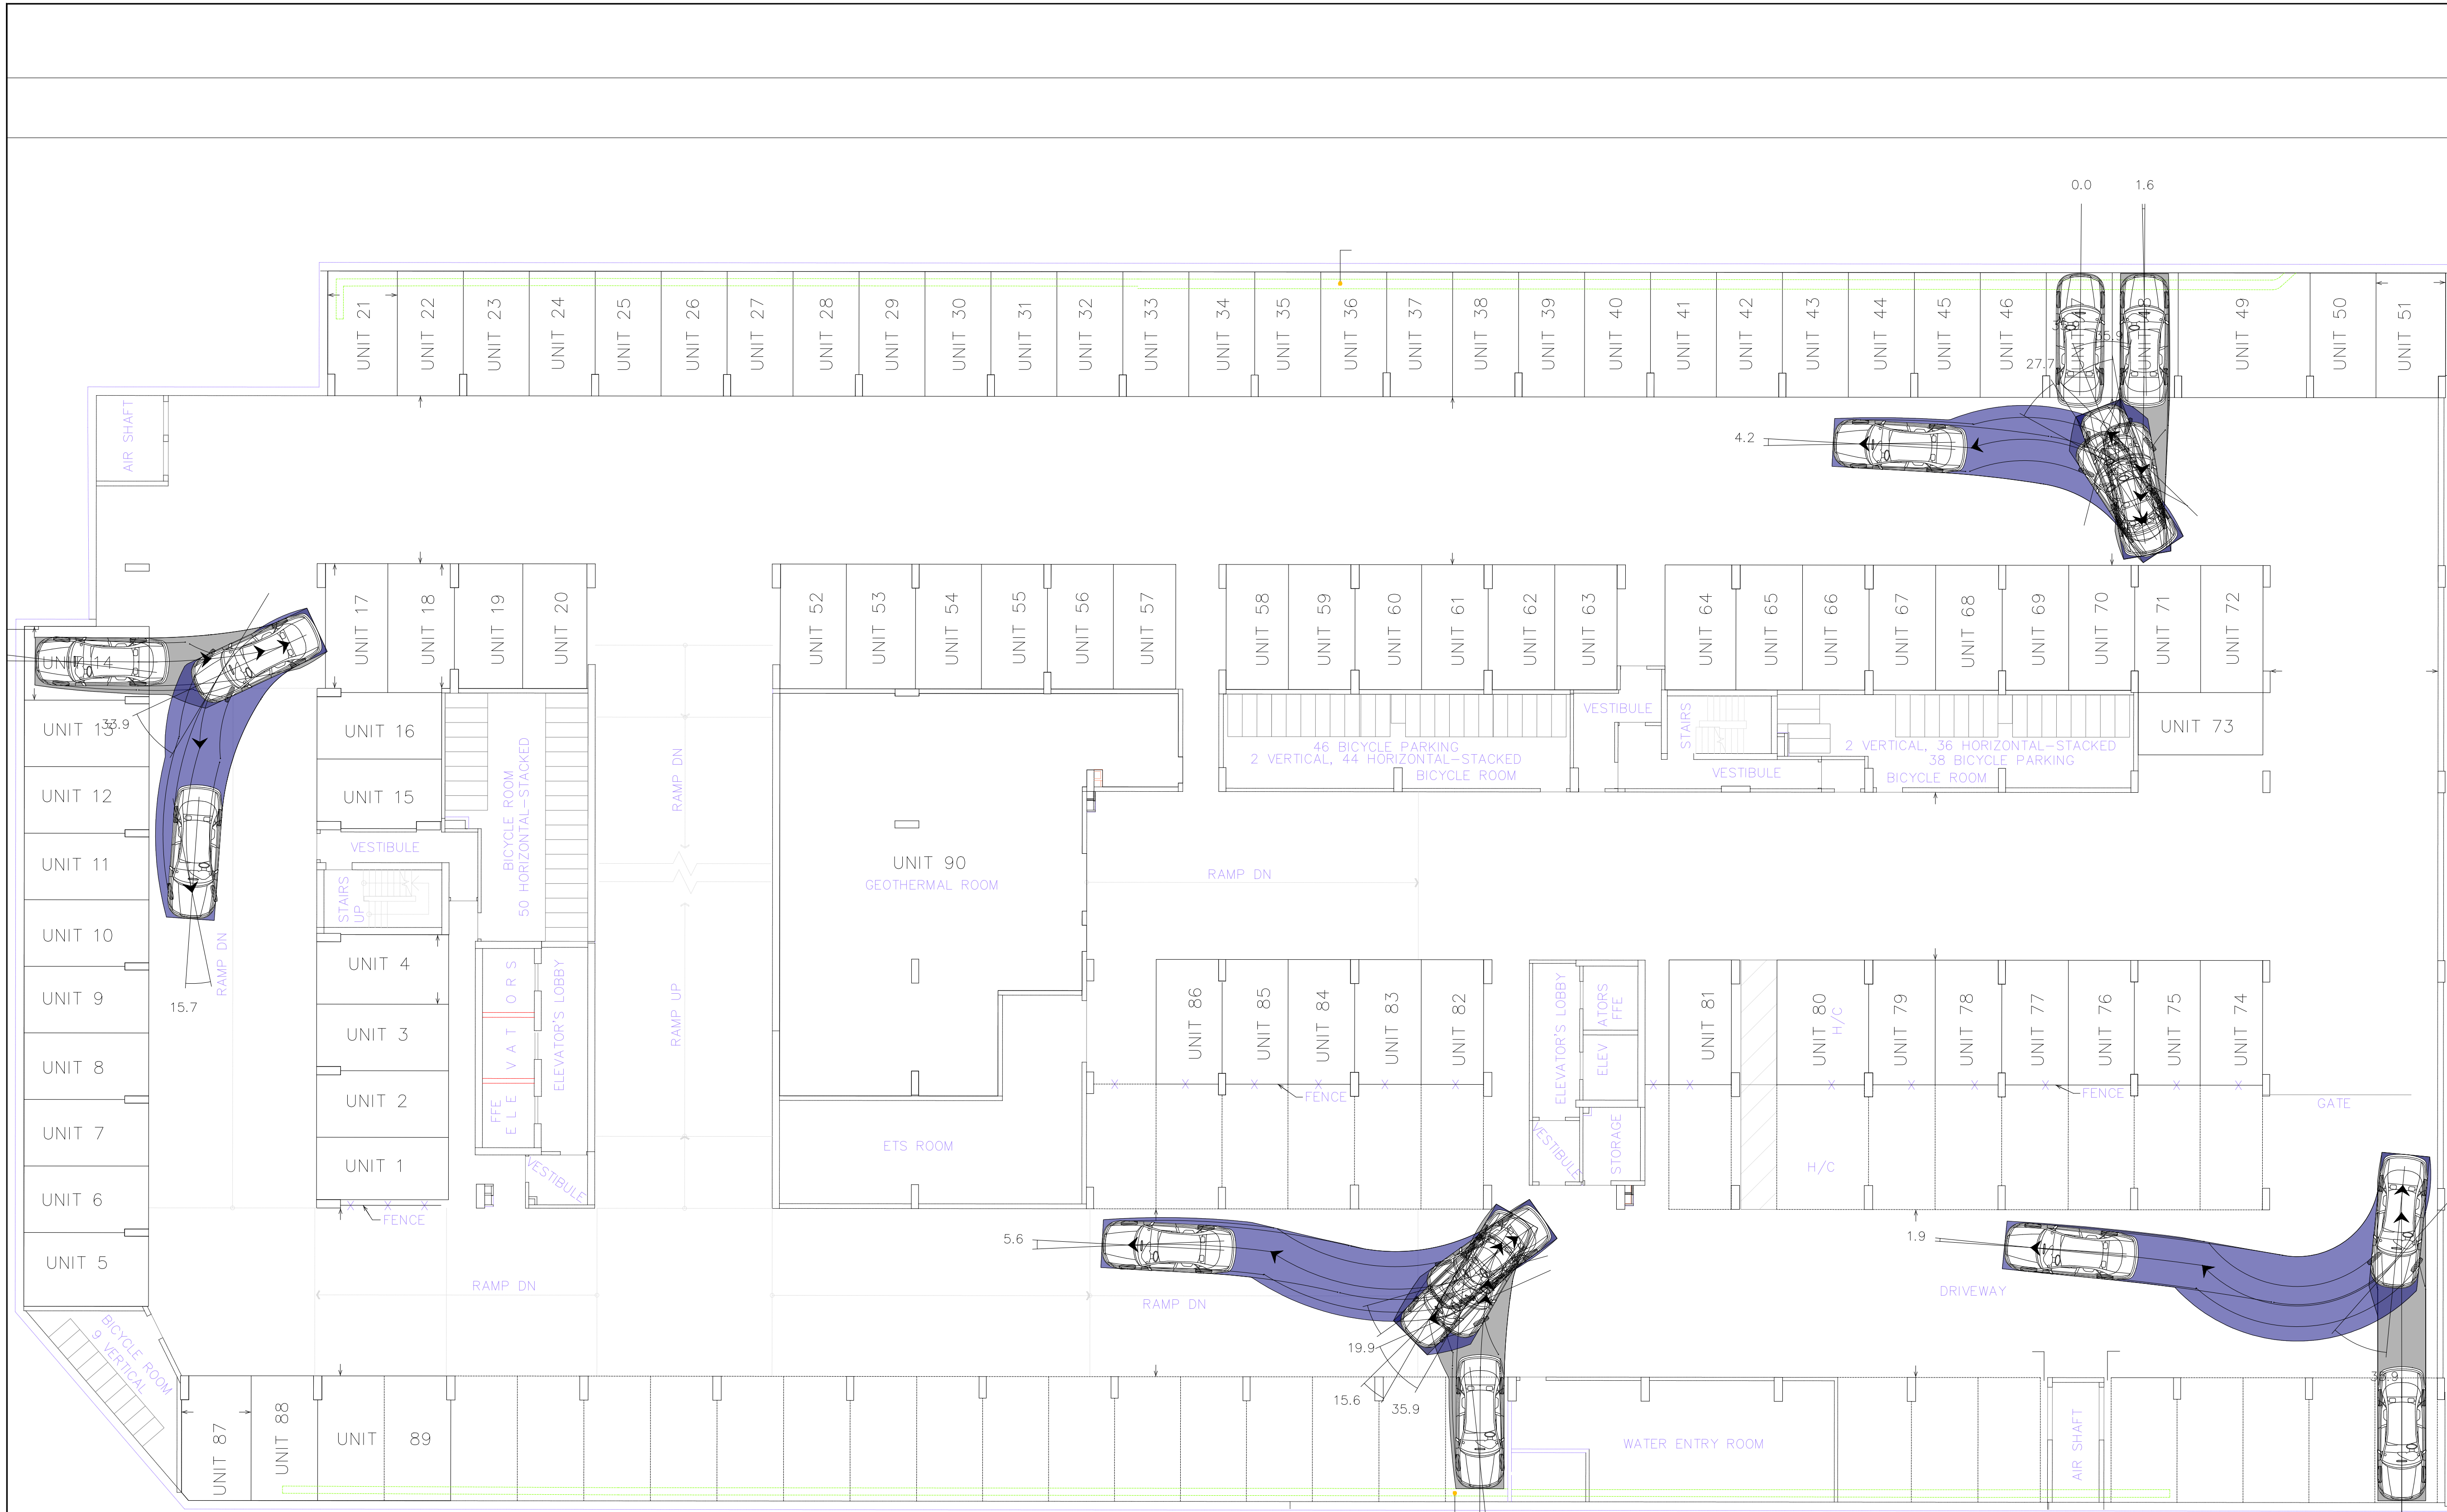 0.0
1.6
UNIT 21
UNIT 22
UNIT 23
UNIT 24
UNIT 25
UNIT 26
UNIT 27
UNIT 28
UNIT 29
UNIT 30
UNIT 31
UNIT 32
UNIT 33
UNIT 34
UNIT 35
UNIT 36
UNIT 37
UNIT 38
UNIT 39
UNIT 40
UNIT 41
UNIT 42
UNIT 43
UNIT 44
UNIT 45
UNIT 46
UNIT 49
UNIT 50
UNIT 51
27.7
4.2
AIR SHAFT
UNIT 17
UNIT 18
UNIT 19
UNIT 20
UNIT 52
UNIT 53
UNIT 54
UNIT 55
UNIT 56
UNIT 57
UNIT 58
UNIT 59
UNIT 60
UNIT 61
UNIT 62
UNIT 63
UNIT 64
UNIT 65
UNIT 66
UNIT 67
UNIT 68
UNIT 69
UNIT 70
UNIT 71
UNIT 72
UNIT 73
UNIT 14
UNIT 13
33.9
UNIT 12
UNIT 11
UNIT 10
UNIT 9
UNIT 8
UNIT 7
UNIT 6
UNIT 5
15.7
RAMP DN
UNIT 16
UNIT 15
VESTIBULE
STAIRS
UP
UNIT 4
UNIT 3
UNIT 2
UNIT 1
FENCE
BICYCLE ROOM
50 HORIZONTAL-STACKED
FFE
E L E V A T O R S
ELEVATOR'S LOBBY
VESTIBULE
RAMP DN
RAMP UP
UNIT 90
GEOTHERMAL ROOM
ETS ROOM
46 BICYCLE PARKING
2 VERTICAL, 44 HORIZONTAL-STACKED
BICYCLE ROOM
VESTIBULE
STAIRS
VESTIBULE
2 VERTICAL, 36 HORIZONTAL-STACKED
38 BICYCLE PARKING
BICYCLE ROOM
RAMP DN
UNIT 86
UNIT 85
UNIT 84
UNIT 83
UNIT 82
FENCE
ELEVATOR'S LOBBY
ELEV ATORS
FFE
VESTIBULE
STORAGE
UNIT 81
UNIT 80
H/C
UNIT 79
UNIT 78
UNIT 77
UNIT 76
UNIT 75
UNIT 74
FENCE
GATE
H/C
5.6
1.9
RAMP DN
RAMP DN
DRIVEWAY
19.9
15.6
35.9
BICYCLE ROOM
9 VERTICAL
UNIT 87
UNIT 88
UNIT 89
WATER ENTRY ROOM
AIR SHAFT